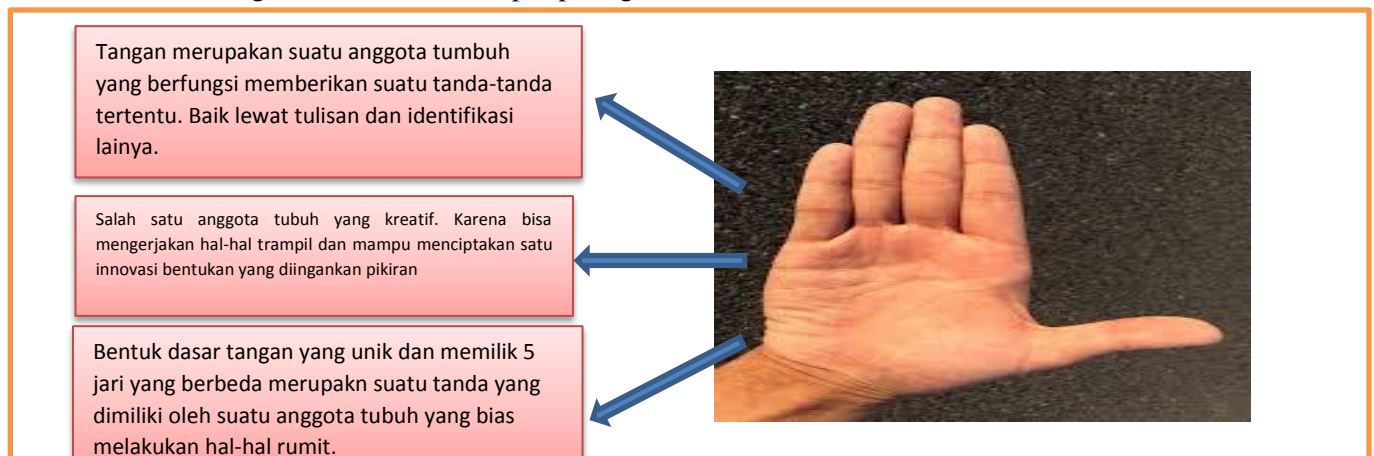 Tangan merupakan suatu anggota tumbuh
yang berfungsi memberikan suatu tanda-tanda
tertentu. Baik lewat tulisan dan identifikasi
lainya.
Salah satu anggota tubuh yang kreatif. Karena bisa
mengerjakan hal-hal trampil dan mampu menciptakan satu
innovasi bentukan yang diingankan pikiran
Bentuk dasar tangan yang unik dan memilik 5
jari yang berbeda merupakn suatu tanda yang
dimiliki oleh suatu anggota tubuh yang bias
melakukan hal-hal rumit.